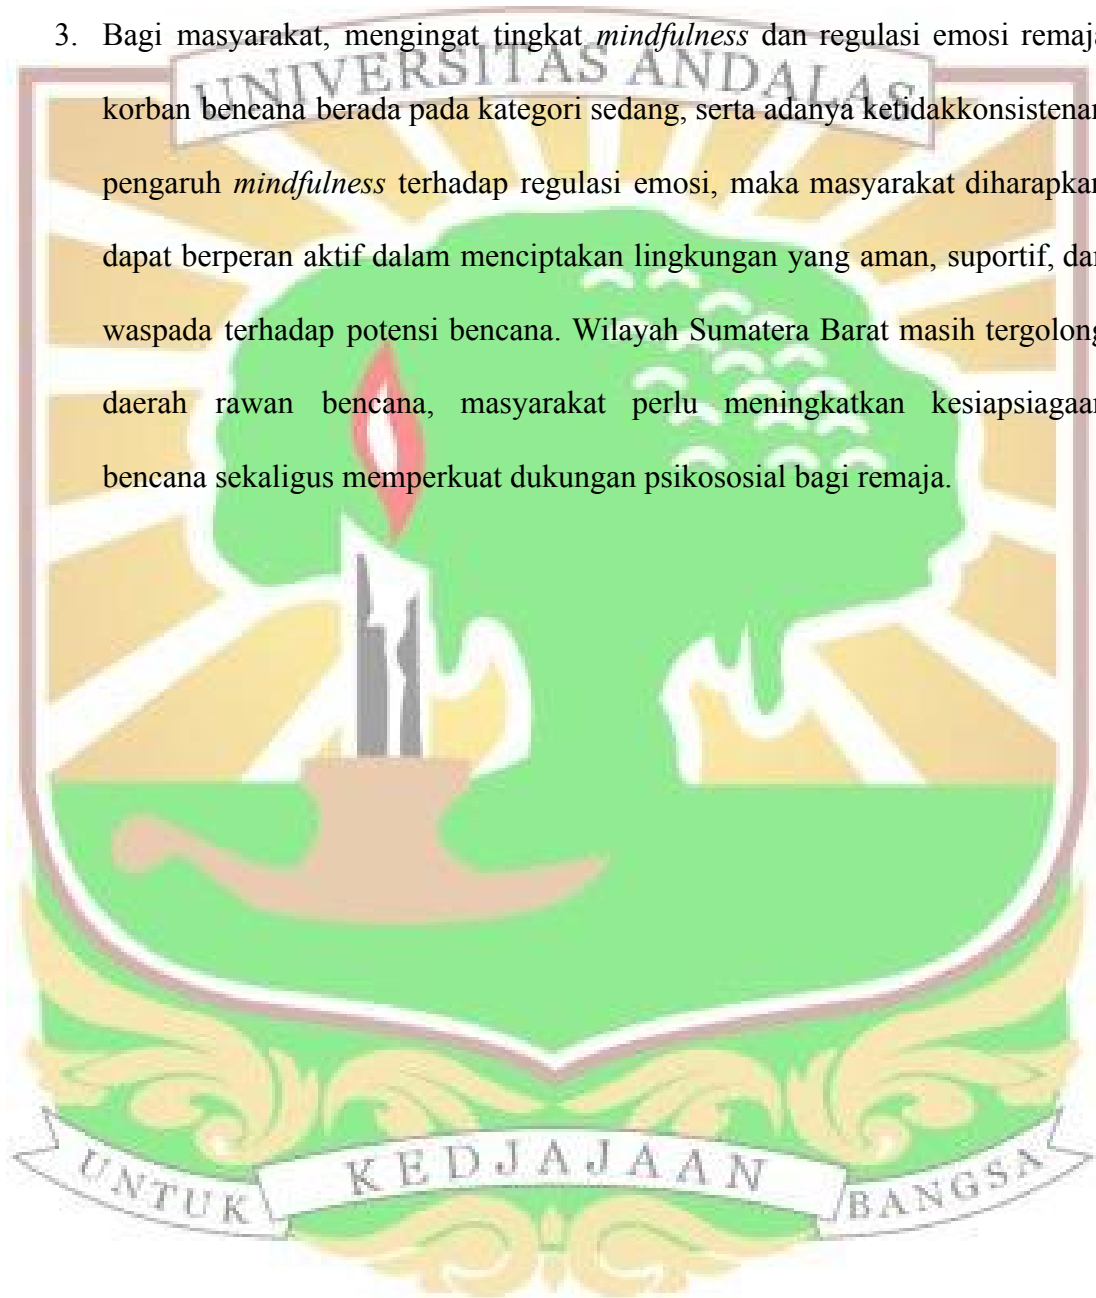 3. Bagi masyarakat, mengingat tingkat mindfulness dan regulasi emosi remaja
UNIVERSITAS ANDALAS
korban bencana berada pada kategori sedang, serta adanya ketidakkonsistenan
pengaruh mindfulness terhadap regulasi emosi, maka masyarakat diharapkan
dapat berperan aktif dalam menciptakan lingkungan yang aman, suportif, dan
waspada terhadap potensi bencana. Wilayah Sumatera Barat masih tergolong
daerah rawan bencana, masyarakat perlu meningkatkan kesiapsiagaan
bencana sekaligus memperkuat dukungan psikososial bagi remaja.
UNTUK KEDJAJAAN BANGSA